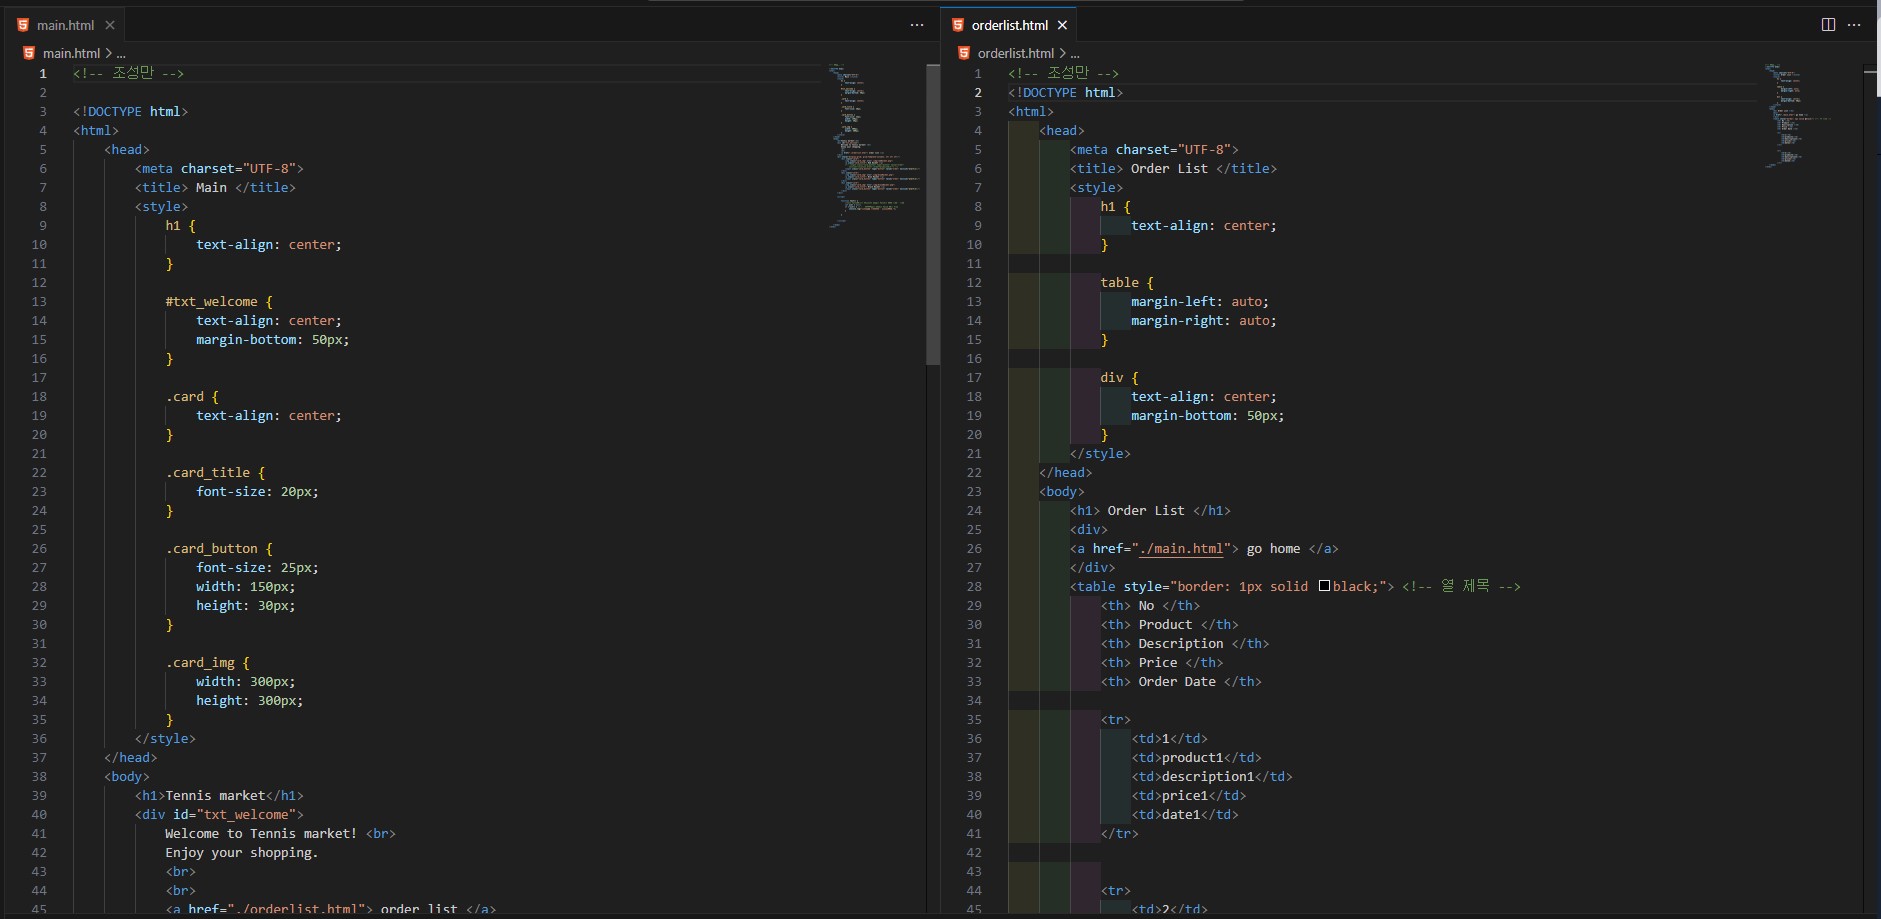 main.html
main.html > ...
1 <!-- 조성만 -->
2
3 <!DOCTYPE html>
4 <html>
5 <head>
6 <meta charset="UTF-8">
7 <title> Main </title>
8 <style>
9 h1 {
10 text-align: center;
11 }
12
13 #txt_welcome {
14 text-align: center;
15 margin-bottom: 50px;
16 }
17
18 .card {
19 text-align: center;
20 }
21
22 .card_title {
23 font-size: 20px;
24 }
25
26 .card_button {
27 font-size: 25px;
28 width: 150px;
29 height: 30px;
30 }
31
32 .card_img {
33 width: 300px;
34 height: 300px;
35 }
36 </style>
37 </head>
38 <body>
39 <h1>Tennis market</h1>
40 <div id="txt_welcome">
41 Welcome to Tennis market! <br>
42 Enjoy your shopping.
43 <br>
44 <br>
45 <a href="./orderlist.html"> order list </a>
orderlist.html
orderlist.html > ...
1 <!-- 조성만 -->
2 <!DOCTYPE html>
3 <html>
4 <head>
5 <meta charset="UTF-8">
6 <title> Order List </title>
7 <style>
8 h1 {
9 text-align: center;
10 }
11
12 table {
13 margin-left: auto;
14 margin-right: auto;
15 }
16
17 div {
18 text-align: center;
19 margin-bottom: 50px;
20 }
21 </style>
22 </head>
23 <body>
24 <h1> Order List </h1>
25 <div>
26 <a href="./main.html"> go home </a>
27 </div>
28 <table style="border: 1px solid black;"> <!-- 열 제목 -->
29 <th> No </th>
30 <th> Product </th>
31 <th> Description </th>
32 <th> Price </th>
33 <th> Order Date </th>
34
35 <tr>
36 <td>1</td>
37 <td>product1</td>
38 <td>description1</td>
39 <td>price1</td>
40 <td>date1</td>
41 </tr>
42
43
44 <tr>
45 <td>2</td>